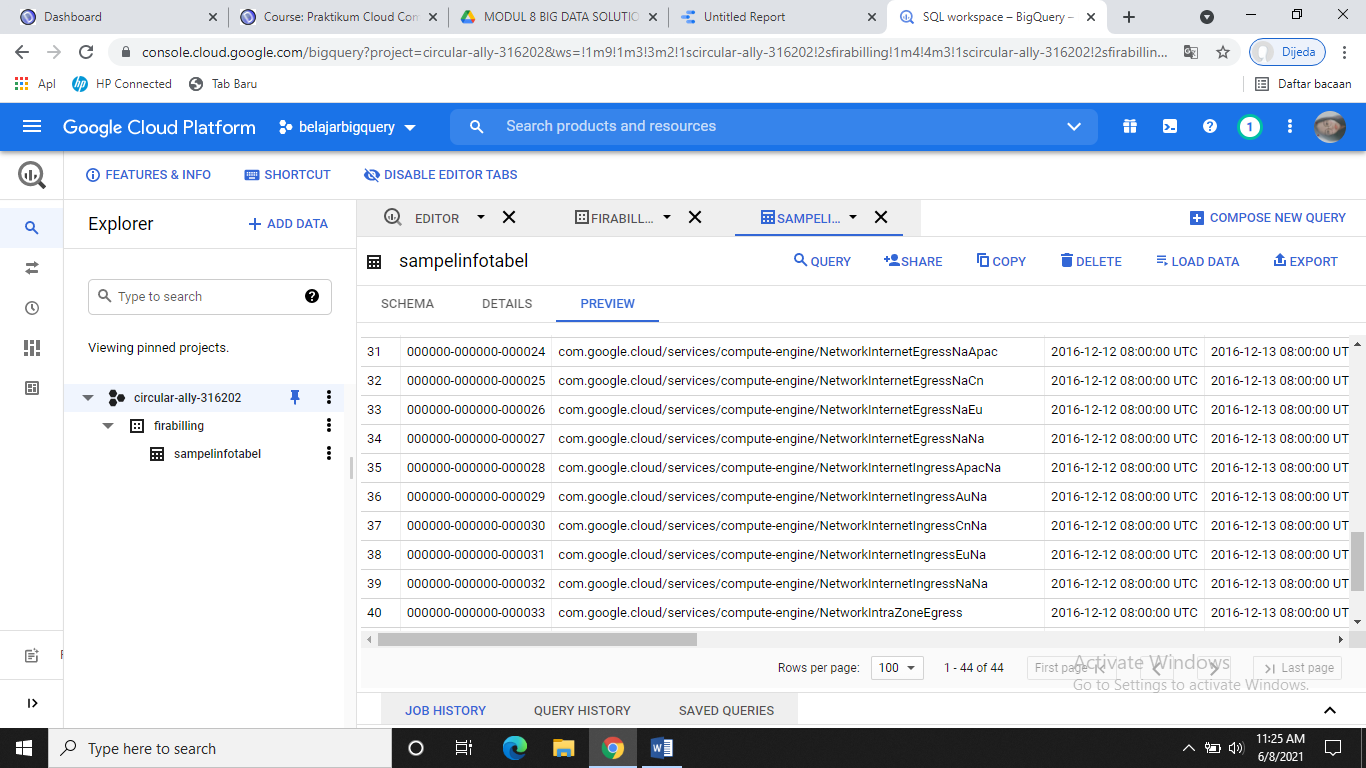 Dashboard
Course: Praktikum Cloud Com
MODUL 8 BIG DATA SOLUTIO
Untitled Report
SQL workspace – BigQuery –
console.cloud.google.com/bigquery?project=circular-ally-316202&ws=!1m9!1m3!3m2!1scircular-ally-316202!2sfirabilling!1m4!4m3!1scircular-ally-316202!2sfirabillin...
Dijeda
Apl
HP Connected
Tab Baru
Daftar bacaan
Google Cloud Platform
belajarbigquery
Search products and resources
1
FEATURES & INFO
SHORTCUT
DISABLE EDITOR TABS
Explorer
ADD DATA
EDITOR
FIRABILL...
SAMPELI...
COMPOSE NEW QUERY
sampelinfotabel
QUERY
SHARE
COPY
DELETE
LOAD DATA
EXPORT
Type to search
SCHEMA
DETAILS
PREVIEW
Viewing pinned projects.
circular-ally-316202
firabilling
sampelinfotabel
31 000000-000000-000024 com.google.cloud/services/compute-engine/NetworkInternetEgressNaApac 2016-12-12 08:00:00 UTC 2016-12-13 08:00:00 UT
32 000000-000000-000025 com.google.cloud/services/compute-engine/NetworkInternetEgressNaCn 2016-12-12 08:00:00 UTC 2016-12-13 08:00:00 UT
33 000000-000000-000026 com.google.cloud/services/compute-engine/NetworkInternetEgressNaEu 2016-12-12 08:00:00 UTC 2016-12-13 08:00:00 UT
34 000000-000000-000027 com.google.cloud/services/compute-engine/NetworkInternetEgressNaNa 2016-12-12 08:00:00 UTC 2016-12-13 08:00:00 UT
35 000000-000000-000028 com.google.cloud/services/compute-engine/NetworkInternetIngressApacNa 2016-12-12 08:00:00 UTC 2016-12-13 08:00:00 UT
36 000000-000000-000029 com.google.cloud/services/compute-engine/NetworkInternetIngressAuNa 2016-12-12 08:00:00 UTC 2016-12-13 08:00:00 UT
37 000000-000000-000030 com.google.cloud/services/compute-engine/NetworkInternetIngressCnNa 2016-12-12 08:00:00 UTC 2016-12-13 08:00:00 UT
38 000000-000000-000031 com.google.cloud/services/compute-engine/NetworkInternetIngressEuNa 2016-12-12 08:00:00 UTC 2016-12-13 08:00:00 UT
39 000000-000000-000032 com.google.cloud/services/compute-engine/NetworkInternetIngressNaNa 2016-12-12 08:00:00 UTC 2016-12-13 08:00:00 UT
40 000000-000000-000033 com.google.cloud/services/compute-engine/NetworkIntraZoneEgress 2016-12-12 08:00:00 UTC 2016-12-13 08:00:00 UT
Rows per page: 100 1 - 44 of 44 First page Last page
Activate Windows
Go to Settings to activate Windows.
JOB HISTORY
QUERY HISTORY
SAVED QUERIES
Type here to search
11:25 AM
6/8/2021